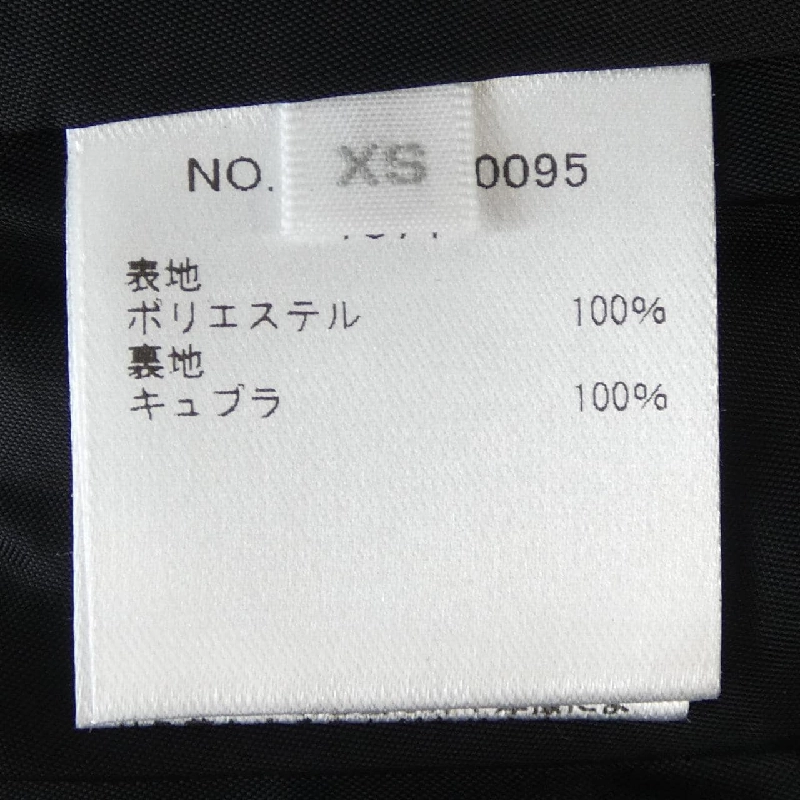 NO. XS 0095
表地
ポリエステル 100%
裏地
キュプラ 100%